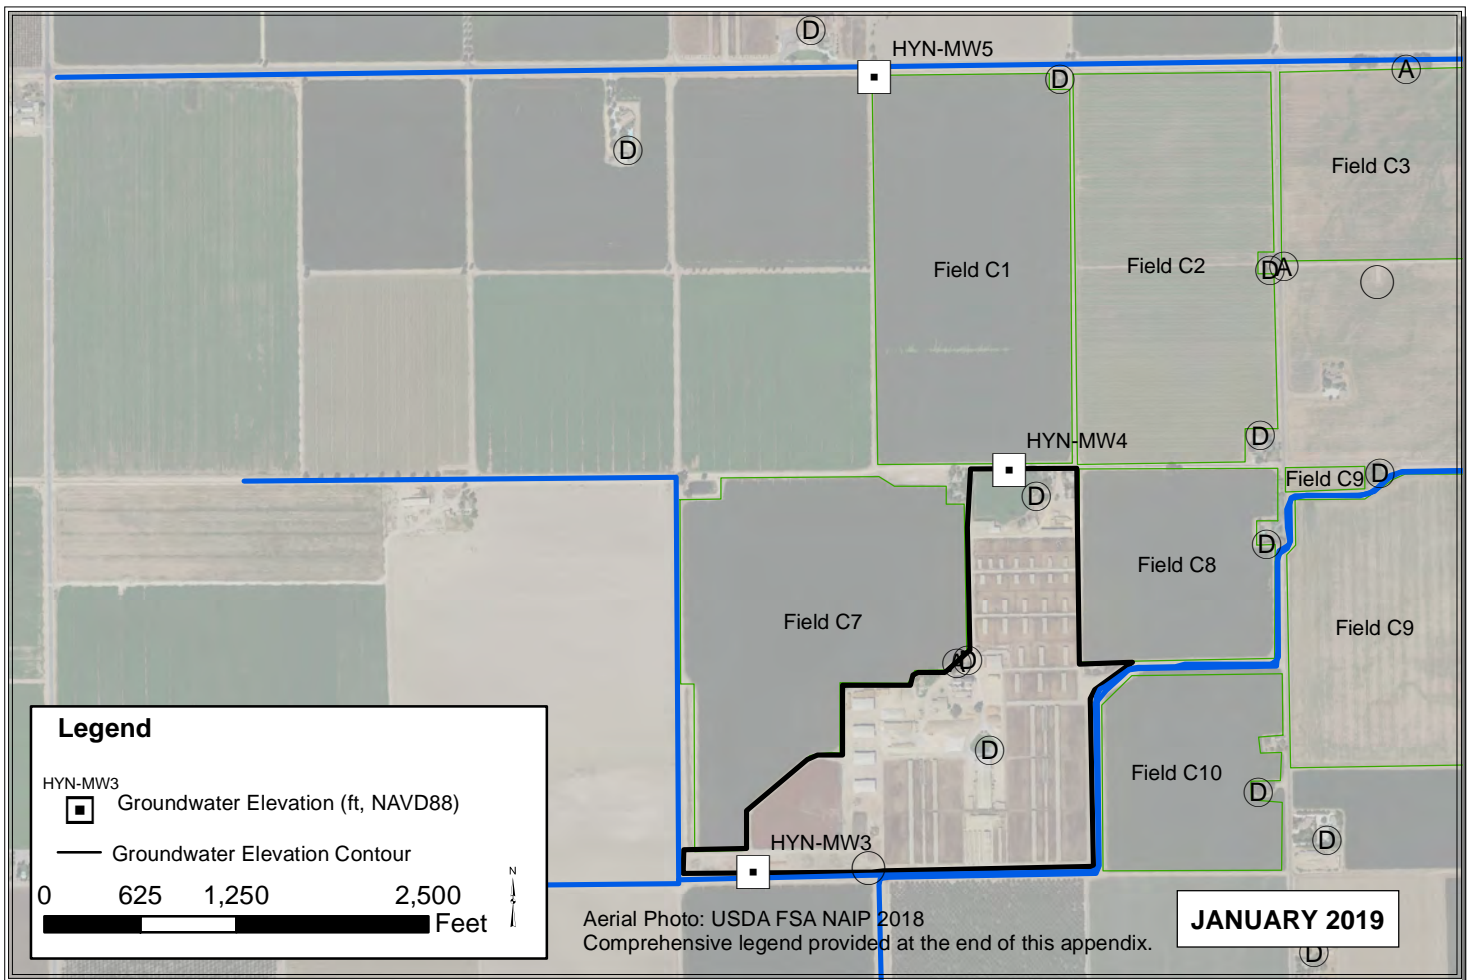 D
HYN-MW5
D
A
D
Field C3
Field C1
Field C2
D
A
HYN-MW4
D
D
Field C9
D
D
Field C8
Field C7
Field C9
D
D
Field C10
D
HYN-MW3
D
Legend
HYN-MW3
Groundwater Elevation (ft, NAVD88)
Groundwater Elevation Contour
N
0 625 1,250 2,500
Feet
Aerial Photo: USDA FSA NAIP 2018
Comprehensive legend provided at the end of this appendix.
JANUARY 2019
D